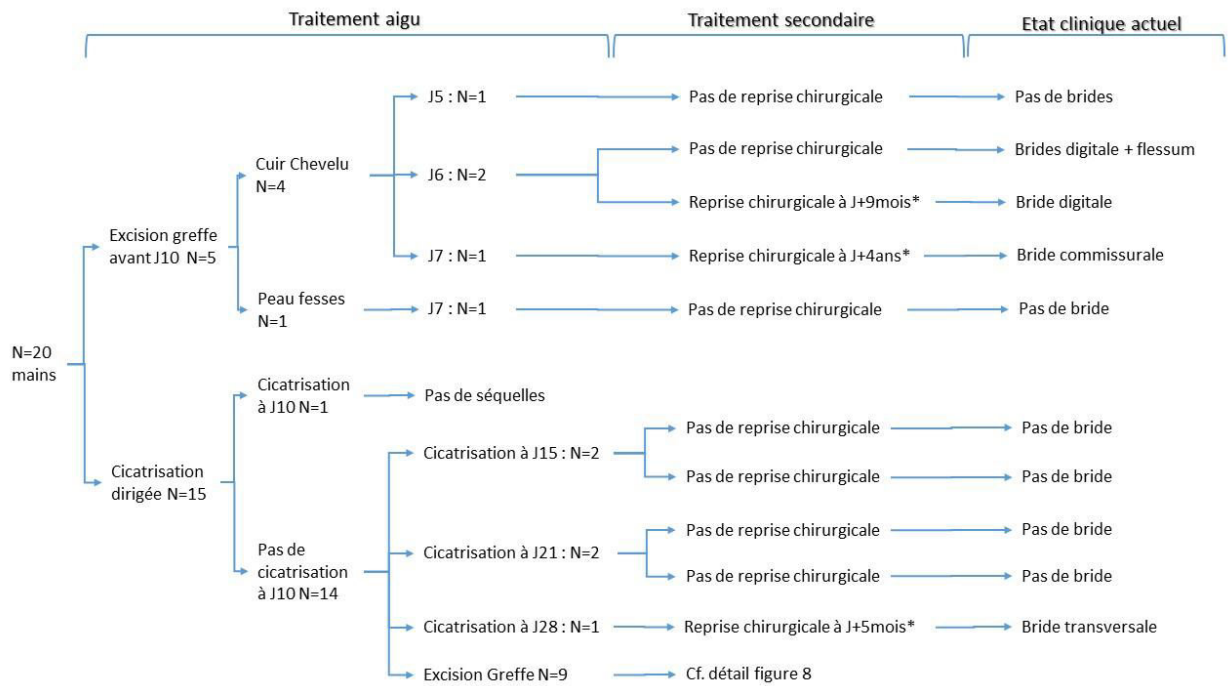 Traitement aigu
Traitement secondaire
Etat clinique actuel
J5 : N=1
Pas de reprise chirurgicale
Pas de brides
Cuir Chevelu
N=4
J6 : N=2
Pas de reprise chirurgicale
Brides digitale + flessum
Reprise chirurgicale à J+9mois*
Bride digitale
Excision greffe
avant J10 N=5
J7 : N=1
Reprise chirurgicale à J+4ans*
Bride commissurale
Peau fesses
N=1
J7 : N=1
Pas de reprise chirurgicale
Pas de bride
N=20
mains
Cicatrisation
à J10 N=1
Pas de séquelles
Cicatrisation
dirigée N=15
Cicatrisation à J15 : N=2
Pas de reprise chirurgicale
Pas de bride
Pas de reprise chirurgicale
Pas de bride
Pas de
cicatrisation
à J10 N=14
Cicatrisation à J21 : N=2
Pas de reprise chirurgicale
Pas de bride
Pas de reprise chirurgicale
Pas de bride
Cicatrisation à J28 : N=1
Reprise chirurgicale à J+5mois*
Bride transversale
Excision Greffe N=9
Cf. détail figure 8